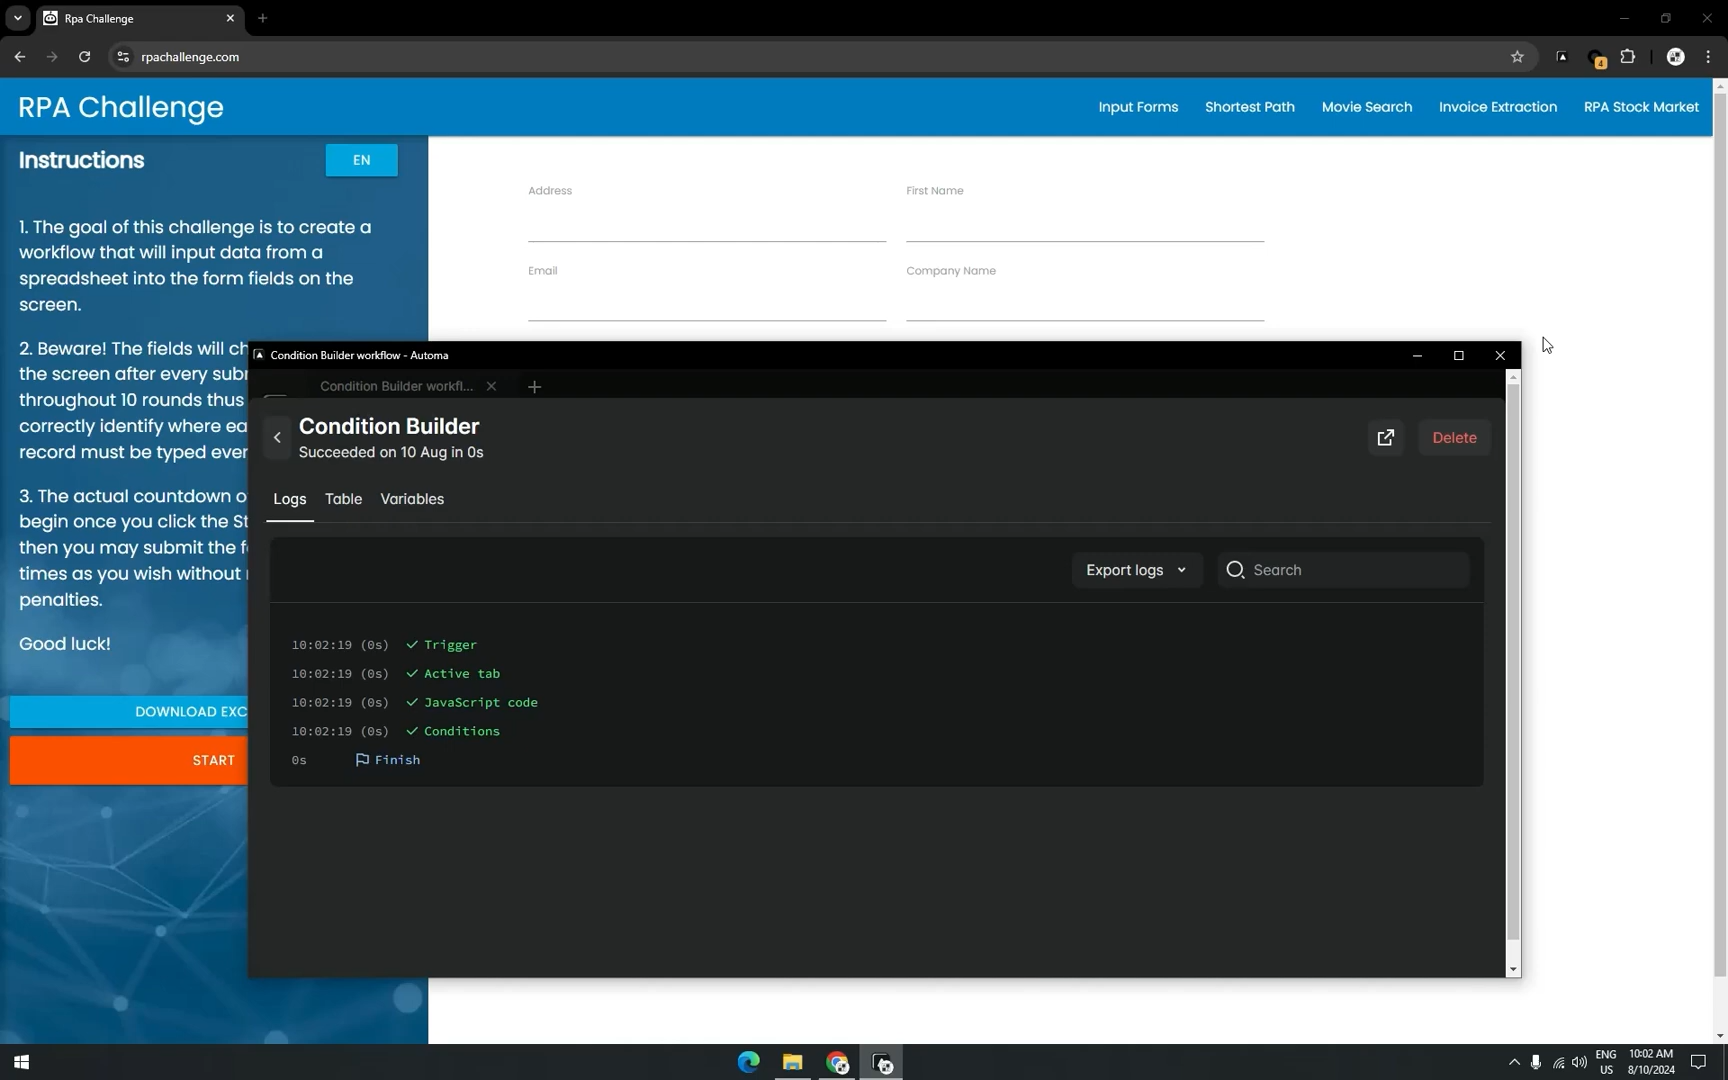 Rpa Challenge
rpachallenge.com
4
RPA Challenge
Input Forms
Shortest Path
Movie Search
Invoice Extraction
RPA Stock Market
Instructions
EN
1. The goal of this challenge is to create a
workflow that will input data from a
spreadsheet into the form fields on the
screen.
2. Beware! The fields will ch
the screen after every subr
throughout 10 rounds thus
correctly identify where ea
record must be typed ever
3. The actual countdown o
begin once you click the St
then you may submit the f
times as you wish without
penalties.
Good luck!
DOWNLOAD EXC
START
Address
First Name
Email
Company Name
Condition Builder workflow - Automa
Condition Builder workfl...
Condition Builder
Succeeded on 10 Aug in 0s
Delete
Logs
Table
Variables
Export logs
Search
10:02:19 (0s) Trigger
10:02:19 (0s) Active tab
10:02:19 (0s) JavaScript code
10:02:19 (0s) Conditions
0s Finish
ENG
US
10:02 AM
8/10/2024